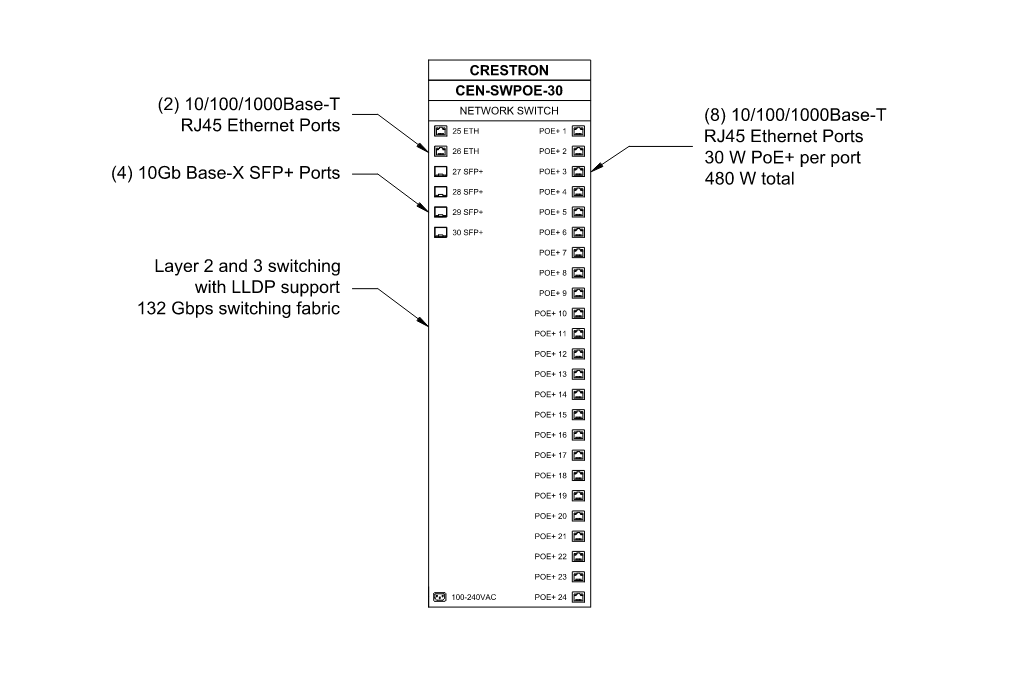 CRESTRON
CEN-SWPOE-30
NETWORK SWITCH
(2) 10/100/1000Base-T
RJ45 Ethernet Ports
(4) 10Gb Base-X SFP+ Ports
Layer 2 and 3 switching
with LLDP support
132 Gbps switching fabric
25 ETH
26 ETH
27 SFP+
28 SFP+
29 SFP+
30 SFP+
100-240VAC
POE+ 1
POE+ 2
POE+ 3
POE+ 4
POE+ 5
POE+ 6
POE+ 7
POE+ 8
POE+ 9
POE+ 10
POE+ 11
POE+ 12
POE+ 13
POE+ 14
POE+ 15
POE+ 16
POE+ 17
POE+ 18
POE+ 19
POE+ 20
POE+ 21
POE+ 22
POE+ 23
POE+ 24
(8) 10/100/1000Base-T
RJ45 Ethernet Ports
30 W PoE+ per port
480 W total